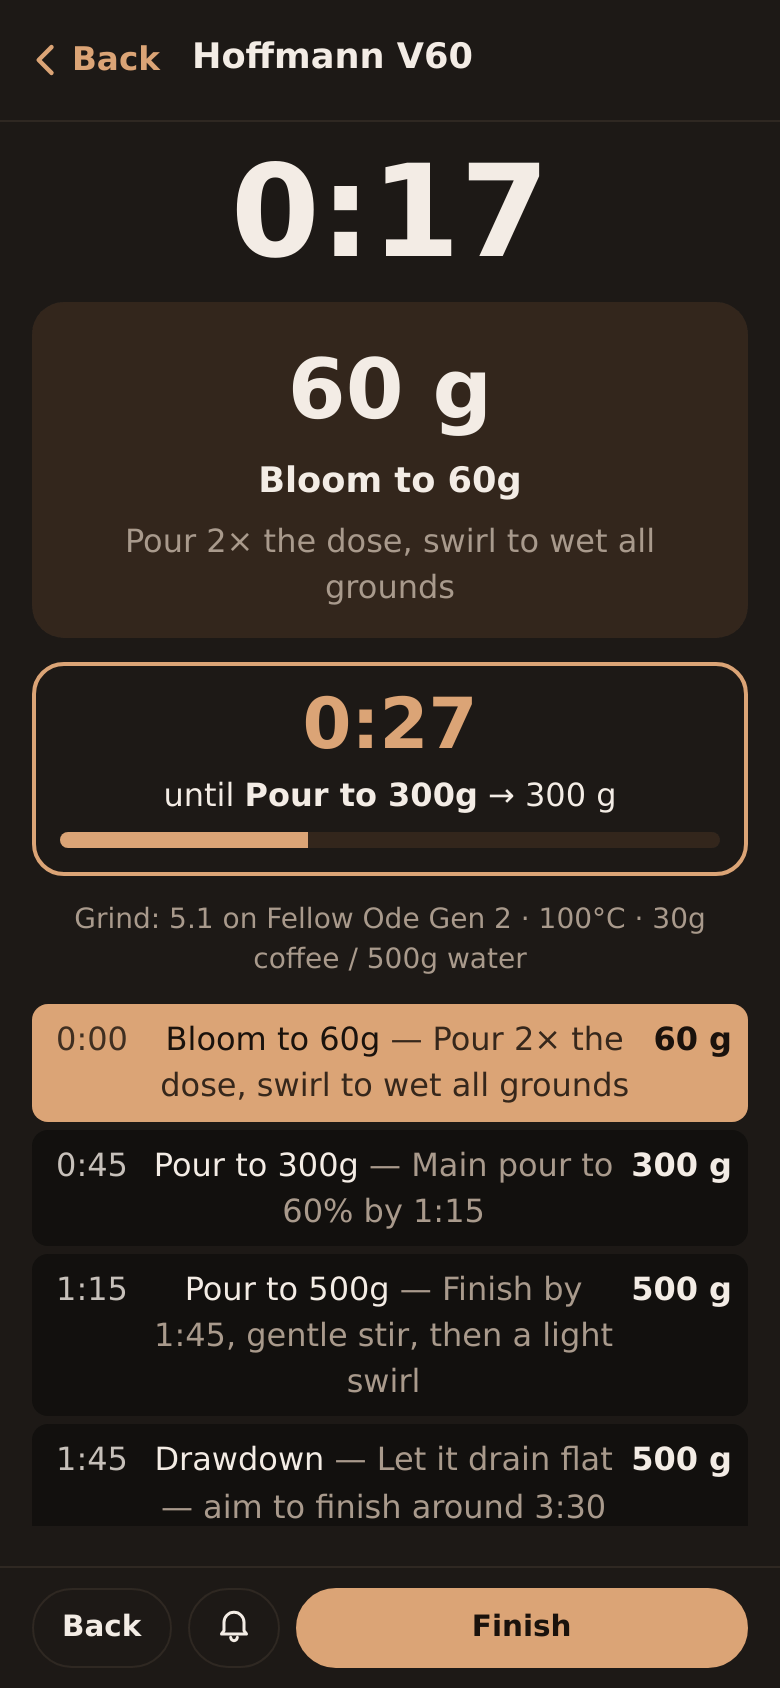 Back Hoffmann V60
0:17
60 g
Bloom to 60g
Pour 2× the dose, swirl to wet all
grounds
0:27
until Pour to 300g → 300 g
Grind: 5.1 on Fellow Ode Gen 2 · 100°C · 30g
coffee / 500g water
0:00 Bloom to 60g — Pour 2× the 60 g
dose, swirl to wet all grounds
0:45 Pour to 300g — Main pour to 300 g
60% by 1:15
1:15 Pour to 500g — Finish by 500 g
1:45, gentle stir, then a light
swirl
1:45 Drawdown — Let it drain flat 500 g
— aim to finish around 3:30
Back Finish